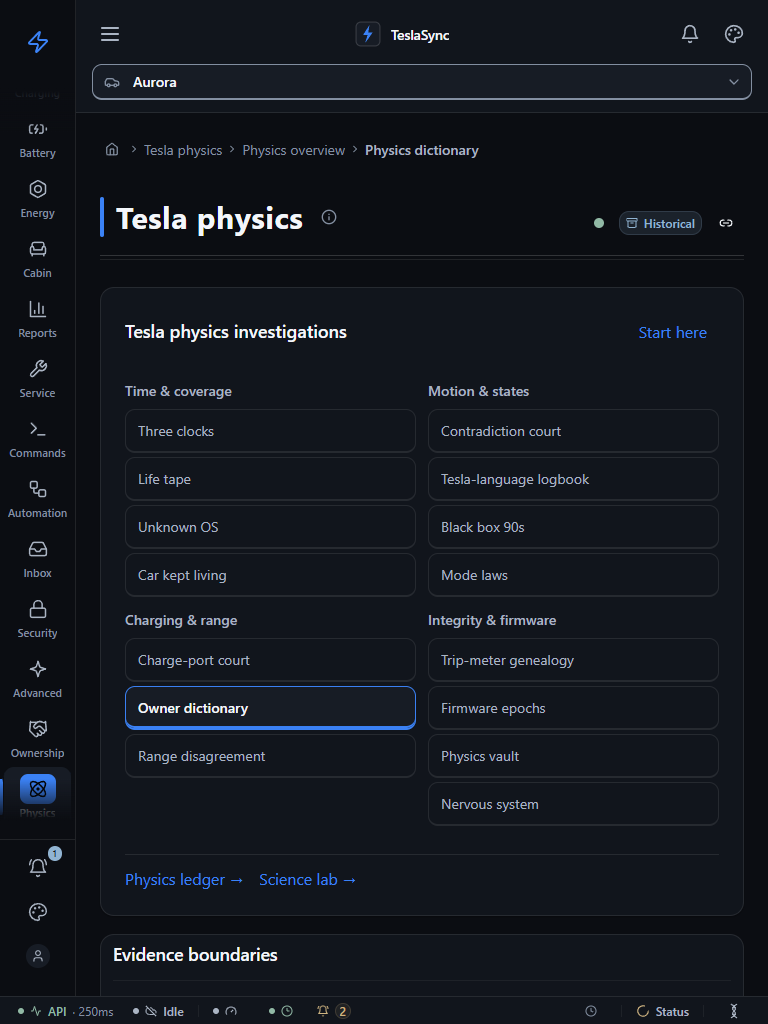 TeslaSync
Aurora
Charging
Battery
Energy
Cabin
Reports
Service
Commands
Automation
Inbox
Security
Advanced
Ownership
Physics
1
Tesla physics › Physics overview › Physics dictionary
Tesla physics
Historical
Tesla physics investigations
Start here
Time & coverage
Three clocks
Life tape
Unknown OS
Car kept living
Motion & states
Contradiction court
Tesla-language logbook
Black box 90s
Mode laws
Charging & range
Charge-port court
Owner dictionary
Range disagreement
Integrity & firmware
Trip-meter genealogy
Firmware epochs
Physics vault
Nervous system
Physics ledger → Science lab →
Evidence boundaries
API · 250ms Idle 2 Status